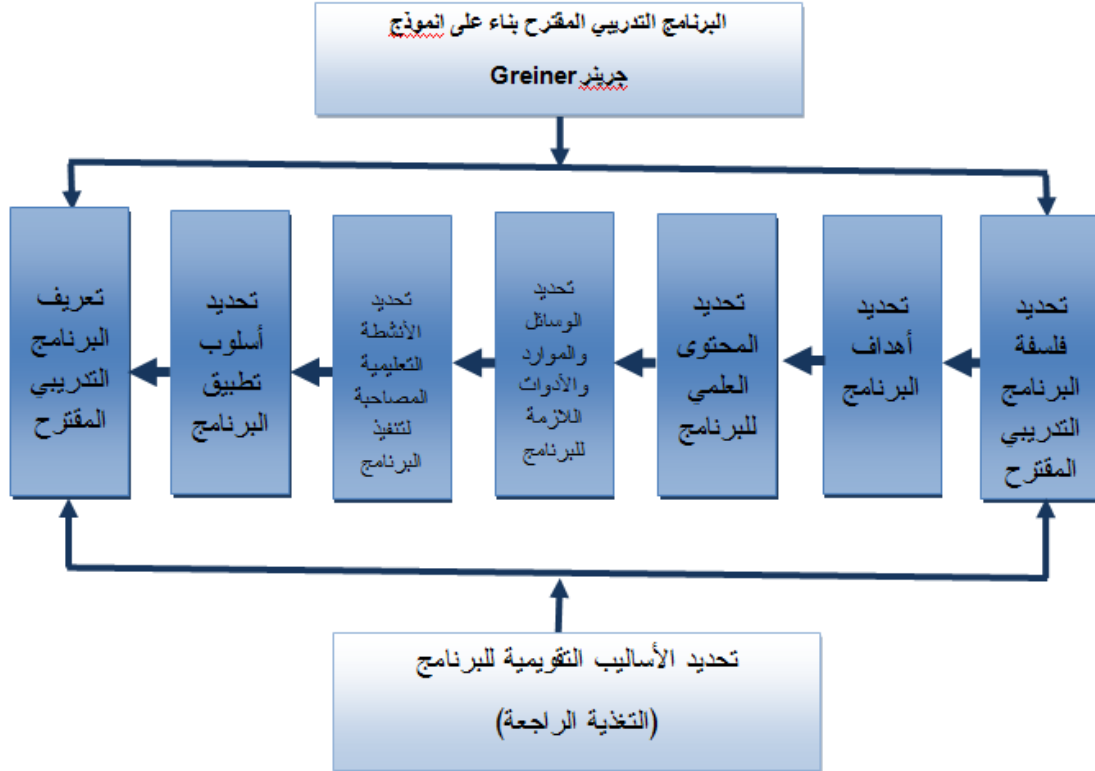 البرنامج التدريبي المقترح بناء على انموذج
جرينر Greiner
تحديد
فلسفة
البرنامج
التدريبي
المقترح
تحديد
أهداف
البرنامج
تحديد
المحتوى
العلمي
للبرنامج
تحديد
الوسائل
والموارد
والأدوات
اللازمة
للبرنامج
تحديد
الأنشطة
التعليمية
المصاحبة
لتنفيذ
البرنامج
تحديد
أسلوب
تطبيق
البرنامج
تعريف
البرنامج
التدريبي
المقترح
تحديد الأساليب التقويمية للبرنامج
(التغذية الراجعة)